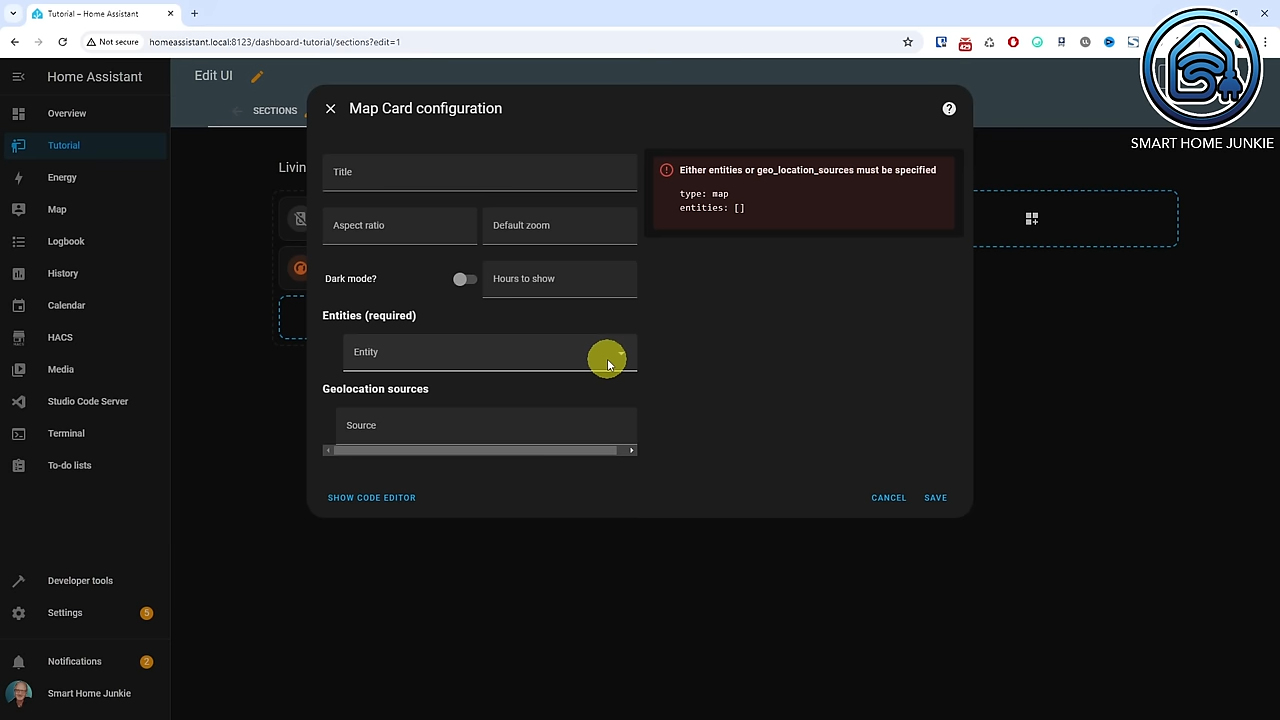 Tutorial – Home Assistant
Not secure
homeassistant.local:8123/dashboard-tutorial/sections?edit=1
425
SMART HOME JUNKIE
Home Assistant
Overview
Tutorial
Energy
Map
Logbook
History
Calendar
HACS
Media
Studio Code Server
Terminal
To-do lists
Developer tools
Settings
5
Notifications
2
Smart Home Junkie
Edit UI
SECTIONS
Livin
Map Card configuration
Title
Aspect ratio
Default zoom
Dark mode?
Hours to show
Entities (required)
Entity
Geolocation sources
Source
Either entities or geo_location_sources must be specified
type: map
entities: []
SHOW CODE EDITOR
CANCEL
SAVE